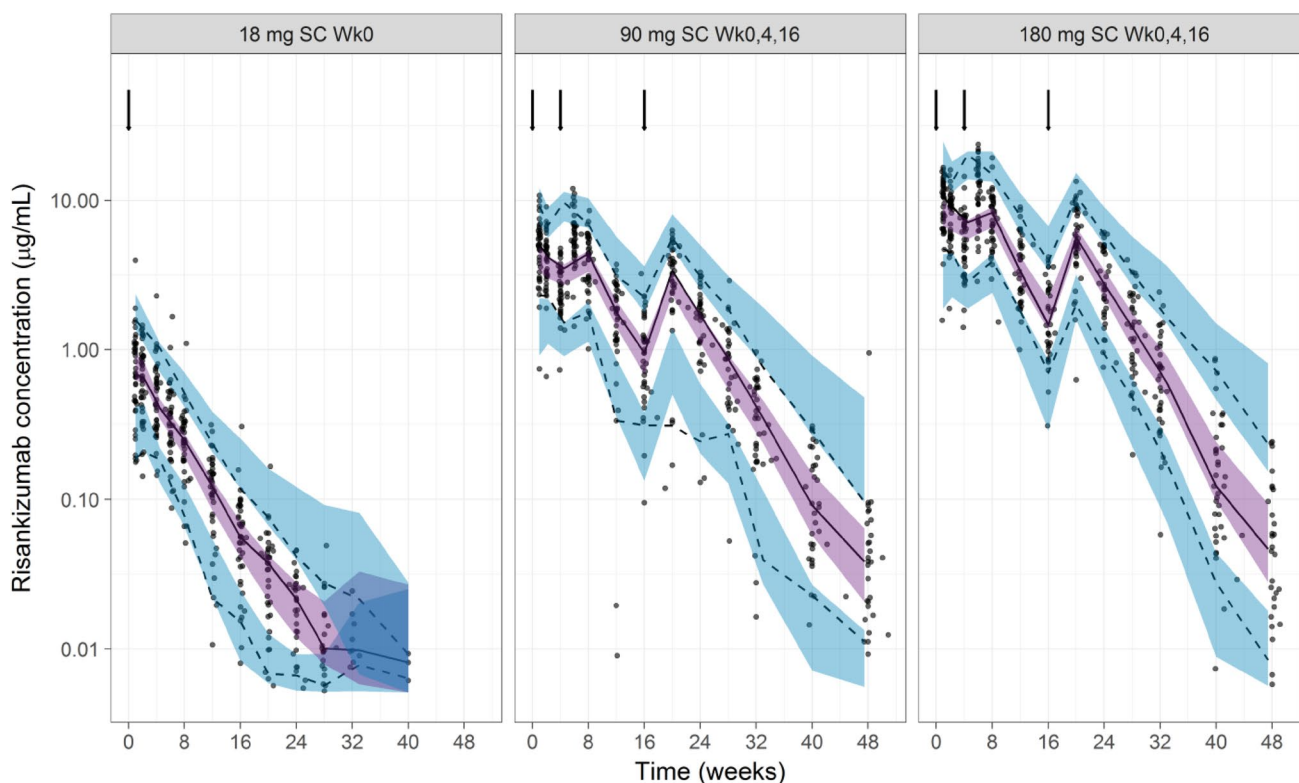 18 mg SC Wk0
90 mg SC Wk0,4,16
180 mg SC Wk0,4,16
Risankizumab concentration (µg/mL)
10.00
1.00
0.10
0.01
0 8 16 24 32 40 48
0 8 16 24 32 40 48
0 8 16 24 32 40 48
Time (weeks)